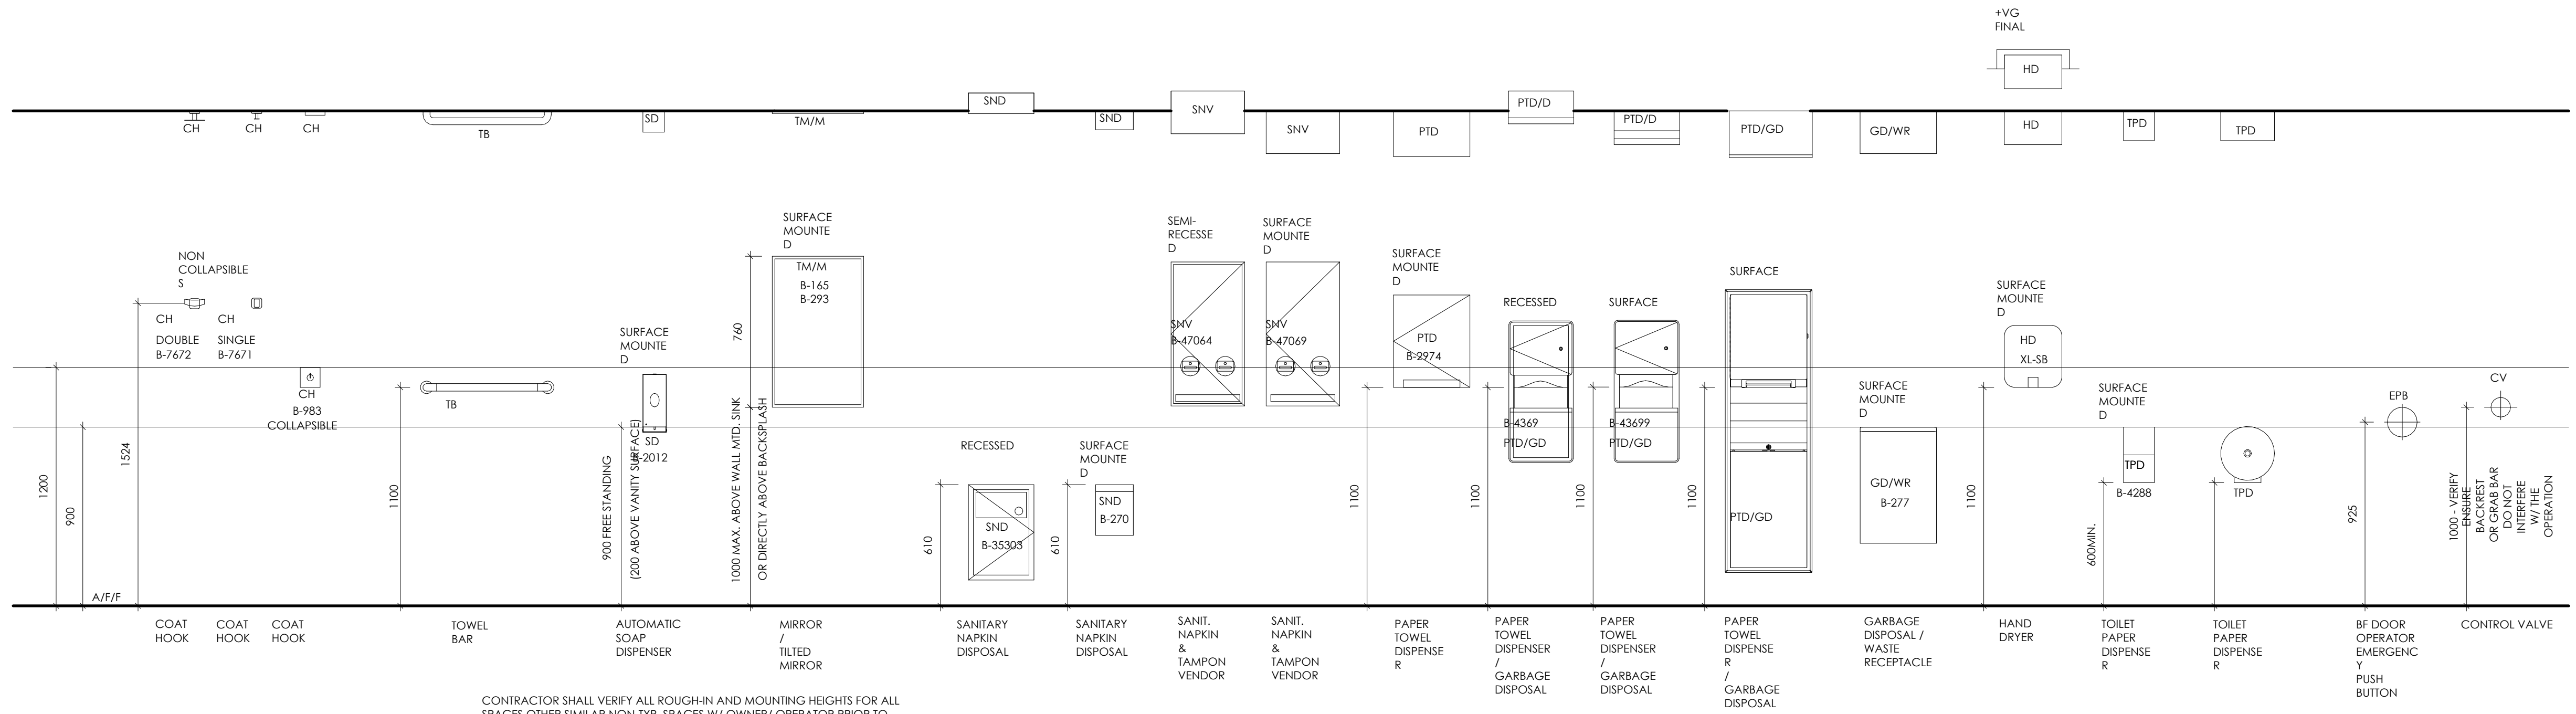 +VG
FINAL
HD
SND
SNV
PTD/D
CH
CH
CH
TB
SD
TM/M
SND
SNV
PTD
PTD/D
PTD/GD
GD/WR
HD
TPD
TPD
NON
COLLAPSIBLE
S
CH
DOUBLE
B-7672
CH
SINGLE
B-7671
CH
B-983
COLLAPSIBLE
TB
SURFACE
MOUNTE
D
SD
B-2012
SURFACE
MOUNTE
D
TM/M
B-165
B-293
RECESSED
SND
B-35303
SURFACE
MOUNTE
D
SND
B-270
SEMI-
RECESSE
D
SNV
B-47064
SURFACE
MOUNTE
D
SNV
B-47069
SURFACE
MOUNTE
D
PTD
B-2974
RECESSED
B-4369
PTD/GD
SURFACE
B-43699
PTD/GD
SURFACE
PTD/GD
SURFACE
MOUNTE
D
GD/WR
B-277
SURFACE
MOUNTE
D
HD
XL-SB
SURFACE
MOUNTE
D
TPD
B-4288
TPD
EPB
CV
1200
900
A/F/F
1524
1100
900 FREE STANDING
(200 ABOVE VANITY SURFACE)
760
1000 MAX. ABOVE WALL MTD. SINK
OR DIRECTLY ABOVE BACKSPLASH
610
610
1100
1100
1100
1100
1100
600MIN.
925
1000 - VERIFY
ENSURE
BACKREST
OR GRAB BAR
DO NOT
INTERFERE
W/ THE
OPERATION
COAT
HOOK
COAT
HOOK
COAT
HOOK
TOWEL
BAR
AUTOMATIC
SOAP
DISPENSER
MIRROR
/
TILTED
MIRROR
SANITARY
NAPKIN
DISPOSAL
SANITARY
NAPKIN
DISPOSAL
SANIT.
NAPKIN
&
TAMPON
VENDOR
SANIT.
NAPKIN
&
TAMPON
VENDOR
PAPER
TOWEL
DISPENSE
R
PAPER
TOWEL
DISPENSER
/
GARBAGE
DISPOSAL
PAPER
TOWEL
DISPENSER
/
GARBAGE
DISPOSAL
PAPER
TOWEL
DISPENSE
R
/
GARBAGE
DISPOSAL
GARBAGE
DISPOSAL /
WASTE
RECEPTACLE
HAND
DRYER
TOILET
PAPER
DISPENSE
R
TOILET
PAPER
DISPENSE
R
BF DOOR
OPERATOR
EMERGENC
Y
PUSH
BUTTON
CONTROL VALVE
CONTRACTOR SHALL VERIFY ALL ROUGH-IN AND MOUNTING HEIGHTS FOR ALL
SPACES OTHER SIMILAR NON TYP. SPACES W/ OWNER/ OPERATOR PRIOR TO